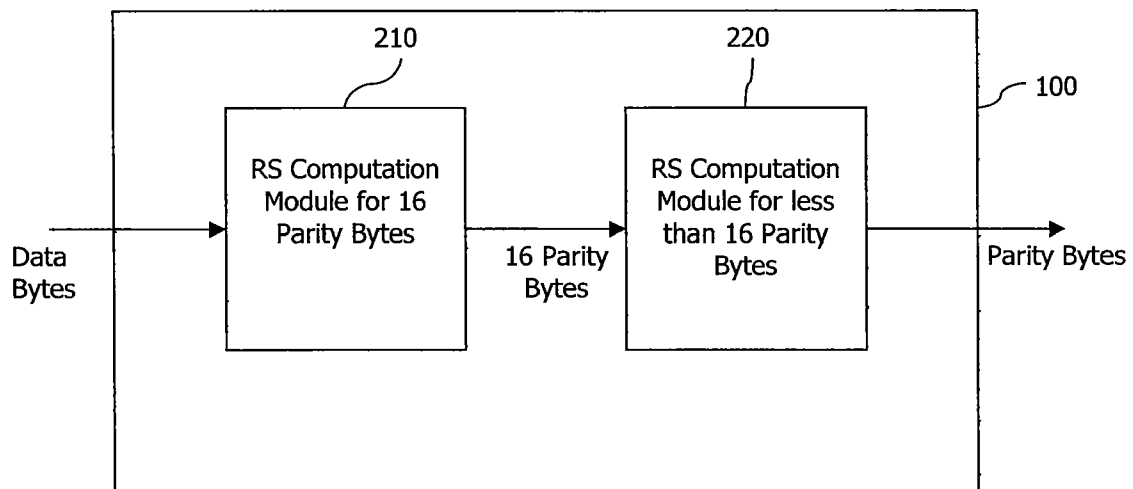 210
220
100
RS Computation
Module for 16
Parity Bytes
RS Computation
Module for less
than 16 Parity
Bytes
Data
Bytes
16 Parity
Bytes
Parity Bytes